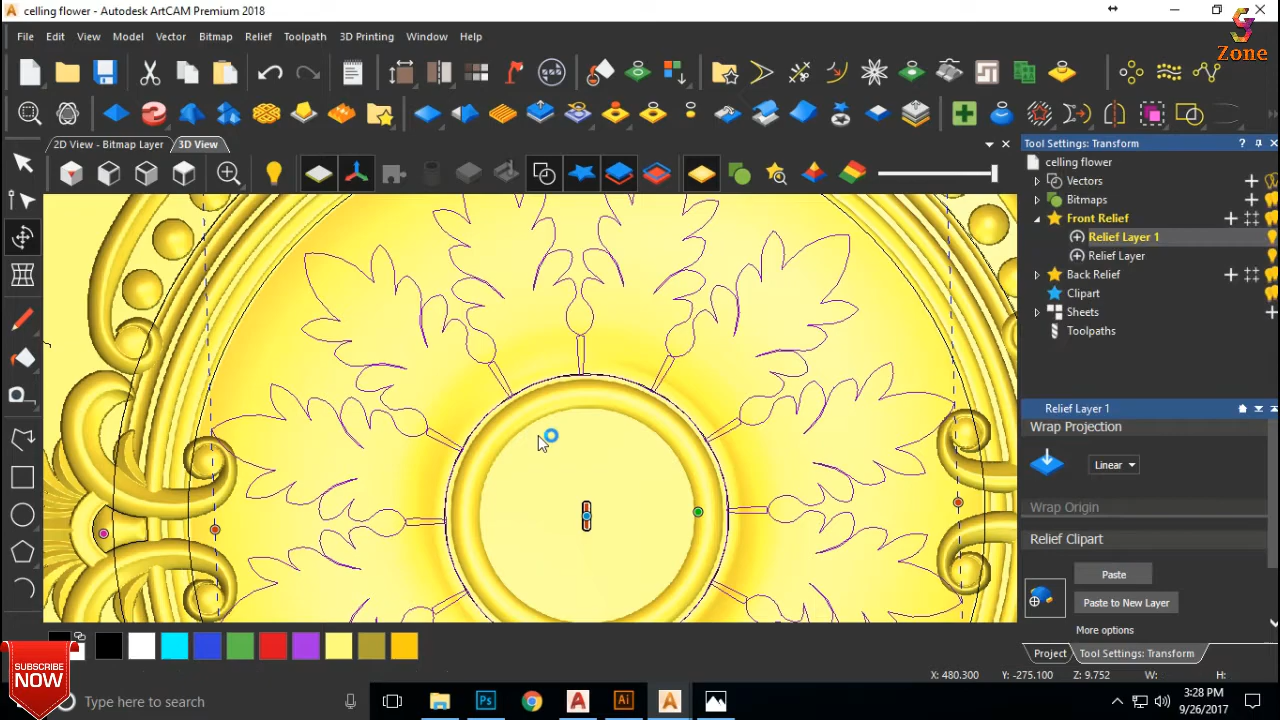 celling flower - Autodesk ArtCAM Premium 2018
Zone
File Edit View Model Vector Bitmap Relief Toolpath 3D Printing Window Help
2D View - Bitmap Layer 3D View
Tool Settings: Transform
celling flower
Vectors
Bitmaps
Front Relief
Relief Layer 1
Relief Layer
Back Relief
Clipart
Sheets
Toolpaths
Relief Layer 1
Wrap Projection
Linear
Wrap Origin
Relief Clipart
Paste
Paste to New Layer
More options
Project Tool Settings: Transform
X: 480.300 Y: -275.100 Z: 9.752 W: H:
SUBSCRIBE
NOW
Type here to search
Ps Ai
3:28 PM
9/26/2017